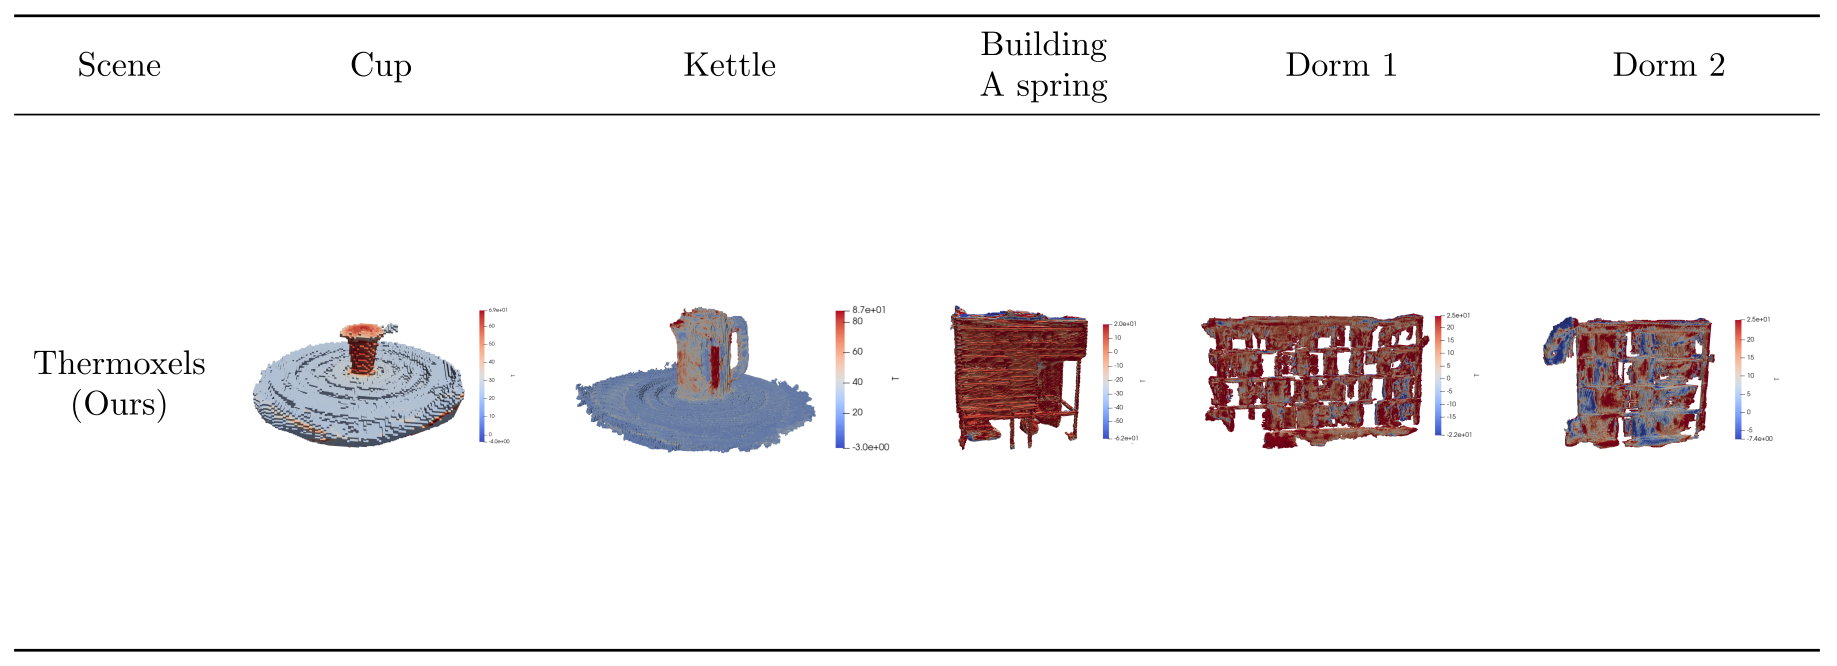 Scene Cup Kettle Building A spring Dorm 1 Dorm 2
Thermoxels
(Ours)
6.9e+01
60
50
40
30
20
10
0
-4.0e+00
T
8.7e+01
80
60
40
20
-3.0e+00
T
2.0e+01
10
0
-10
-20
-30
-40
-50
-6.2e+01
T
2.5e+01
20
15
10
5
0
-5
-10
-15
-2.2e+01
T
2.5e+01
20
15
10
5
0
-5
-7.4e+00
T